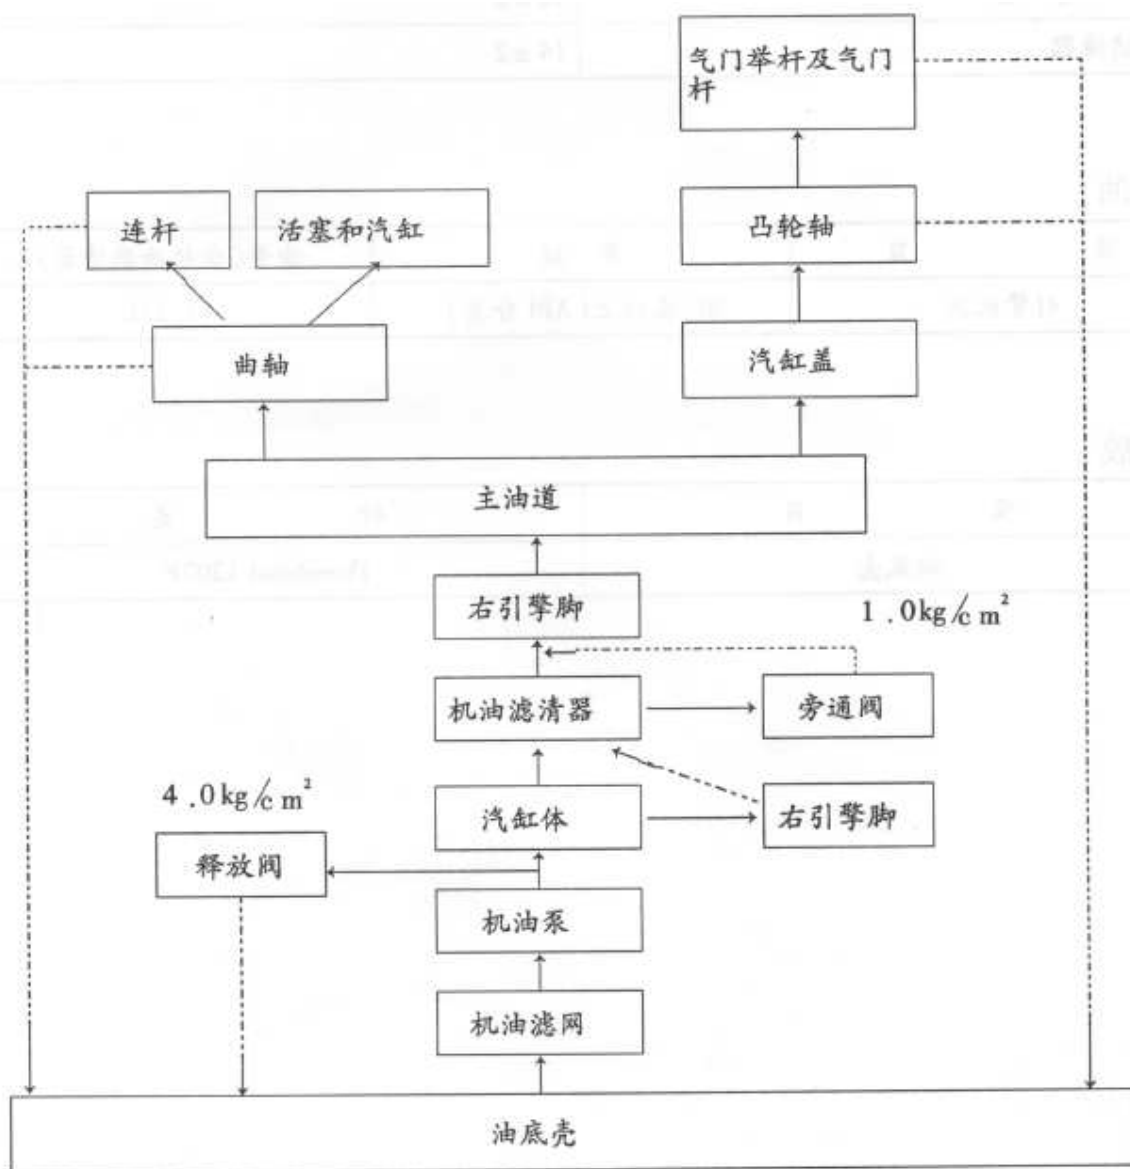 气门举杆及气门
杆
连杆
活塞和汽缸
凸轮轴
曲轴
汽缸盖
主油道
右引擎脚
1.0kg/cm²
机油滤清器
旁通阀
4.0kg/cm²
汽缸体
右引擎脚
释放阀
机油泵
机油滤网
油底壳